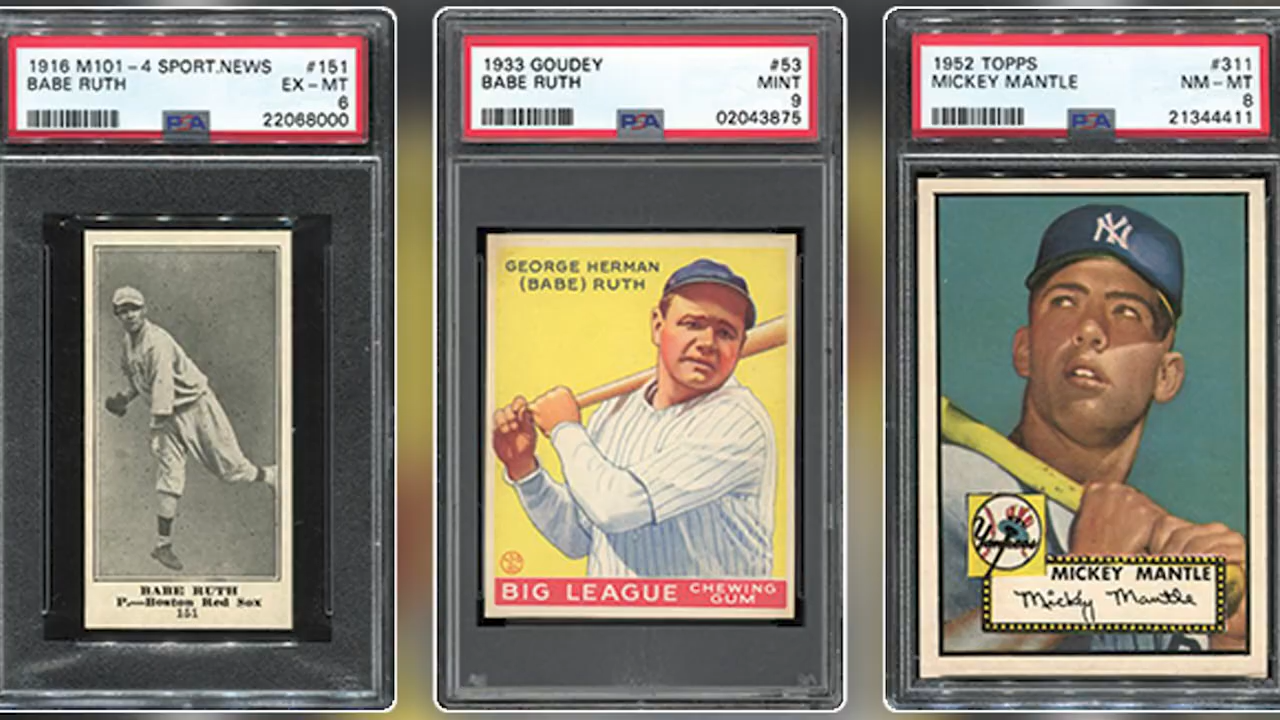 1916 M101-4 SPORT.NEWS #151
BABE RUTH EX-MT
6
PSA 22068000
BABE RUTH
P.—Boston Red Sox
151
1933 GOUDEY #53
BABE RUTH MINT
9
PSA 02043875
GEORGE HERMAN
(BABE) RUTH
BIG LEAGUE CHEWING
GUM
1952 TOPPS #311
MICKEY MANTLE NM-MT
8
PSA 21344411
NY
Yankees
MICKEY MANTLE
Mickey Mantle